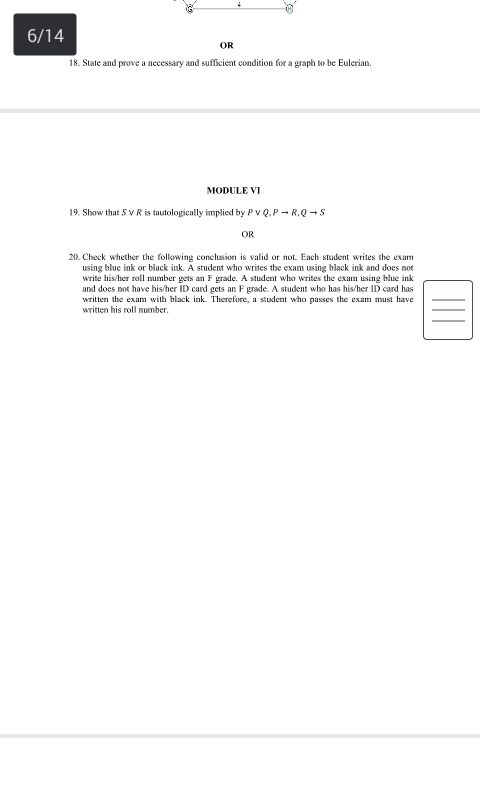 6/14
OR
18. State and prove a necessary and sufficient condition for a graph to be Eulerian.
MODULE VI
19. Show that S ∨ R is tautologically implied by P ∨ Q, P → R, Q → S
OR
20. Check whether the following conclusion is valid or not. Each student writes the exam
using blue ink or black ink. A student who writes the exam using black ink and does not
write his/her roll number gets an F grade. A student who writes the exam using blue ink
and does not have his/her ID card gets an F grade. A student who has his/her ID card has
written the exam with black ink. Therefore, a student who passes the exam must have
written his roll number.